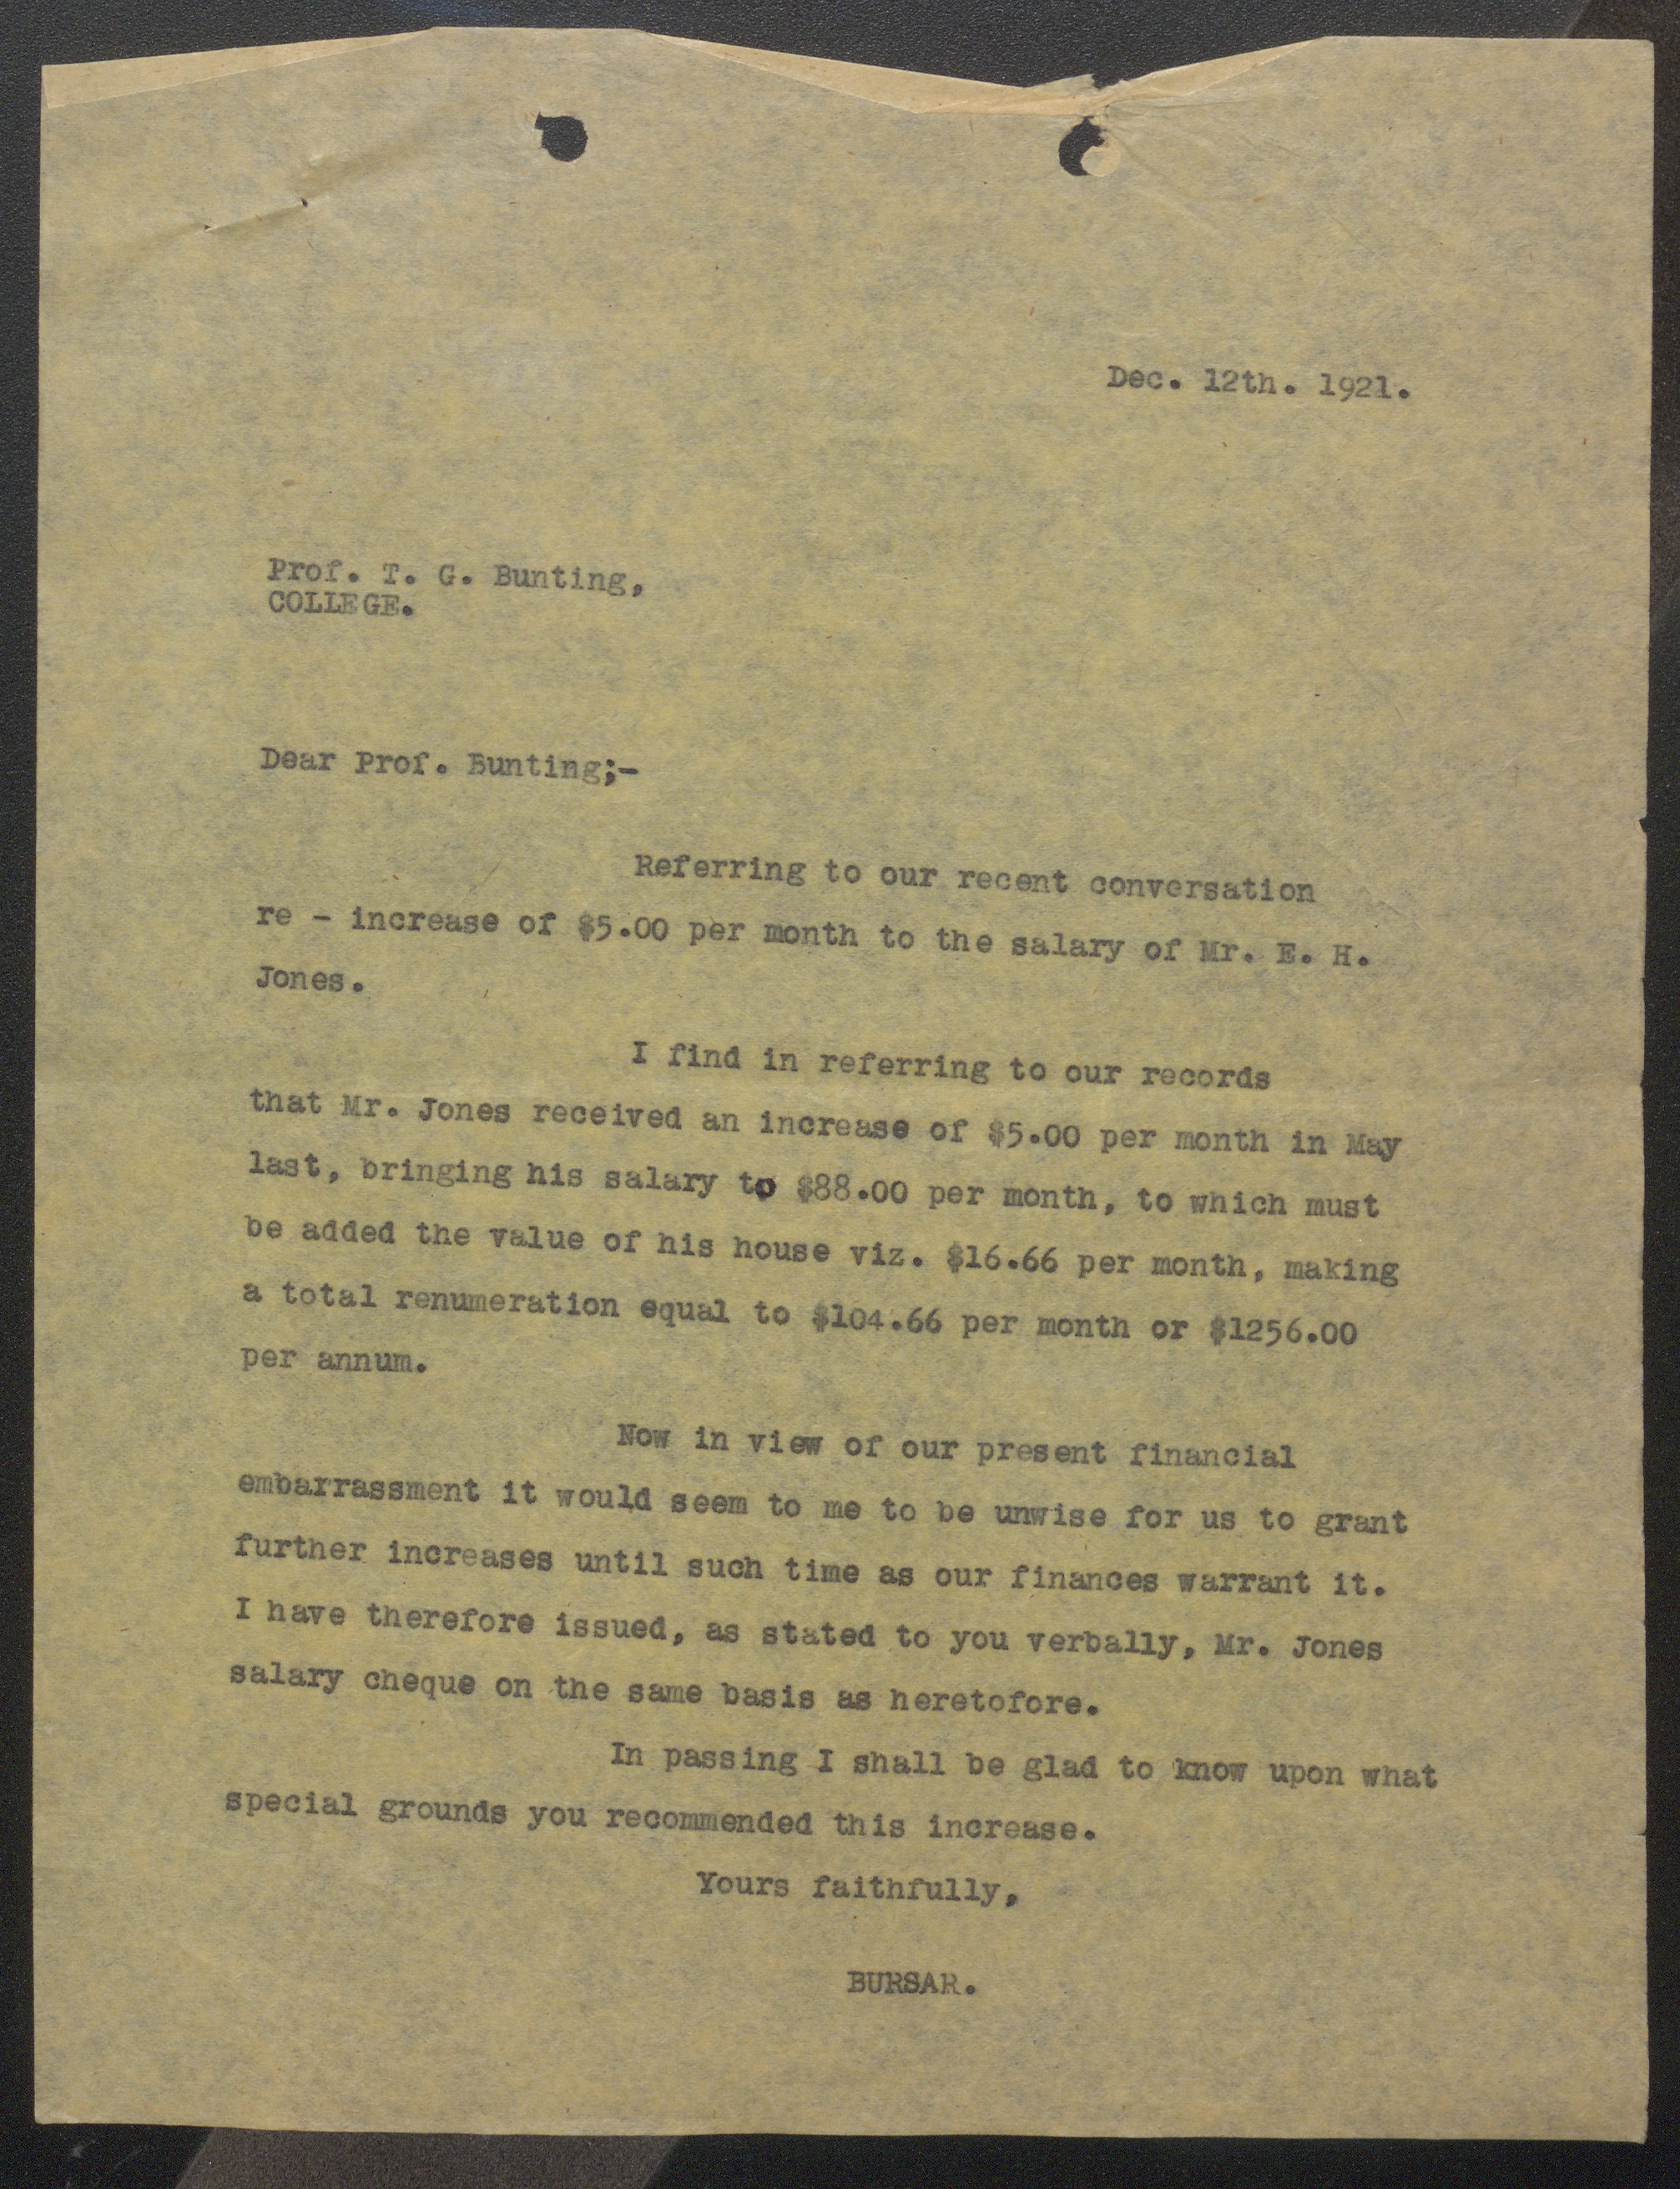 Dec. 12th. 1921.
Prof. T. G. Bunting,
COLLEGE.
Dear Prof. Bunting;-
Referring to our recent conversation
re - increase of $5.00 per month to the salary of Mr. E. H.
Jones.
I find in referring to our records
that Mr. Jones received an increase of $5.00 per month in May
last, bringing his salary to $88.00 per month, to which must
be added the value of his house viz. $16.66 per month, making
a total renumeration equal to $104.66 per month or $1256.00
per annum.
Now in view of our present financial
embarrassment it would seem to me to be unwise for us to grant
further increases until such time as our finances warrant it.
I have therefore issued, as stated to you verbally, Mr. Jones
salary cheque on the same basis as heretofore.
In passing I shall be glad to know upon what
special grounds you recommended this increase.
Yours faithfully,
BURSAR.